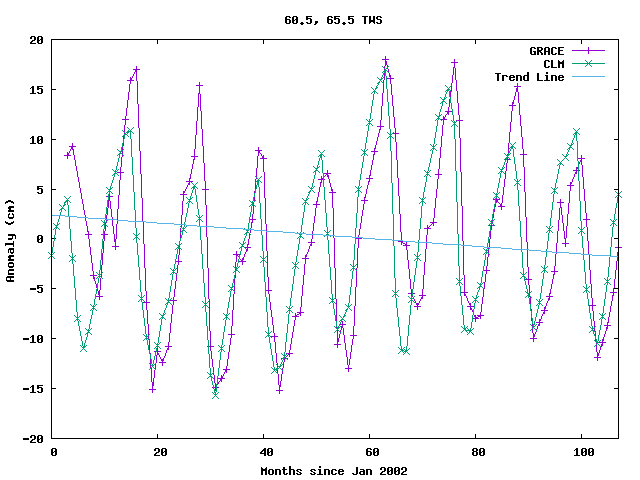 60.5, 65.5 TWS
GRACE
CLM
Trend Line
Anomaly (cm)
20
15
10
5
0
-5
-10
-15
-20
0 20 40 60 80 100
Months since Jan 2002